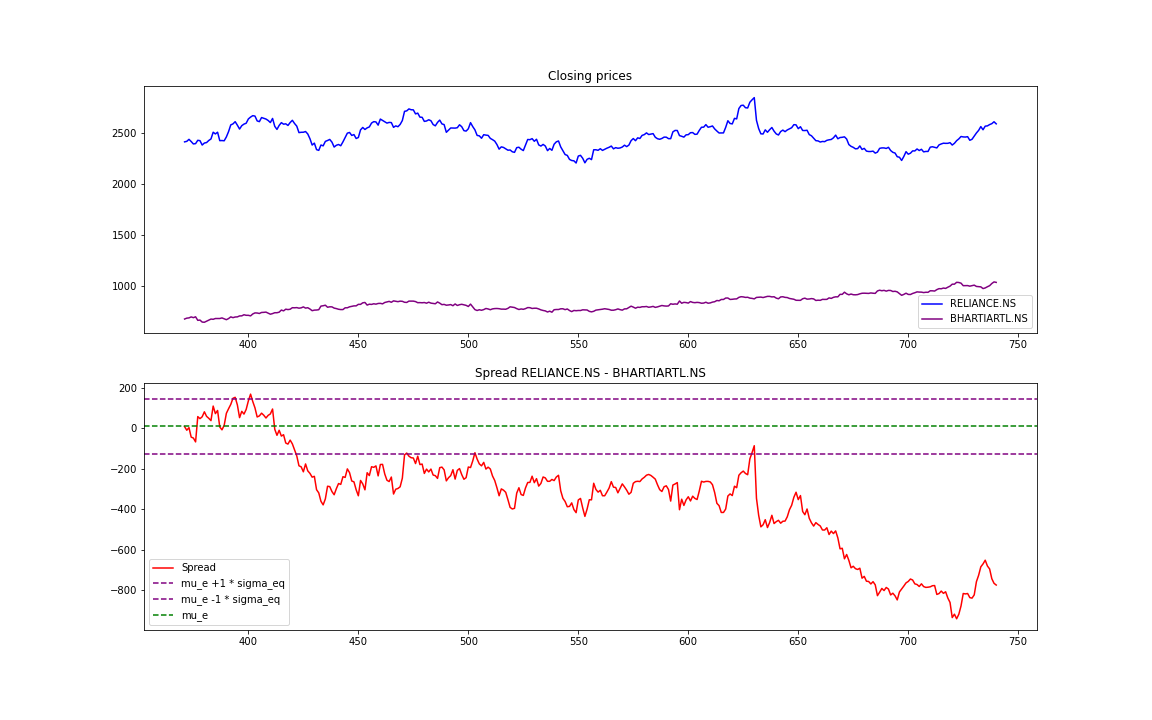 Closing prices
2500
2000
1500
1000
RELIANCE.NS
BHARTIARTL.NS
400 450 500 550 600 650 700 750
Spread RELIANCE.NS - BHARTIARTL.NS
200
0
−200
−400
−600
−800
Spread
mu_e +1 * sigma_eq
mu_e -1 * sigma_eq
mu_e
400 450 500 550 600 650 700 750